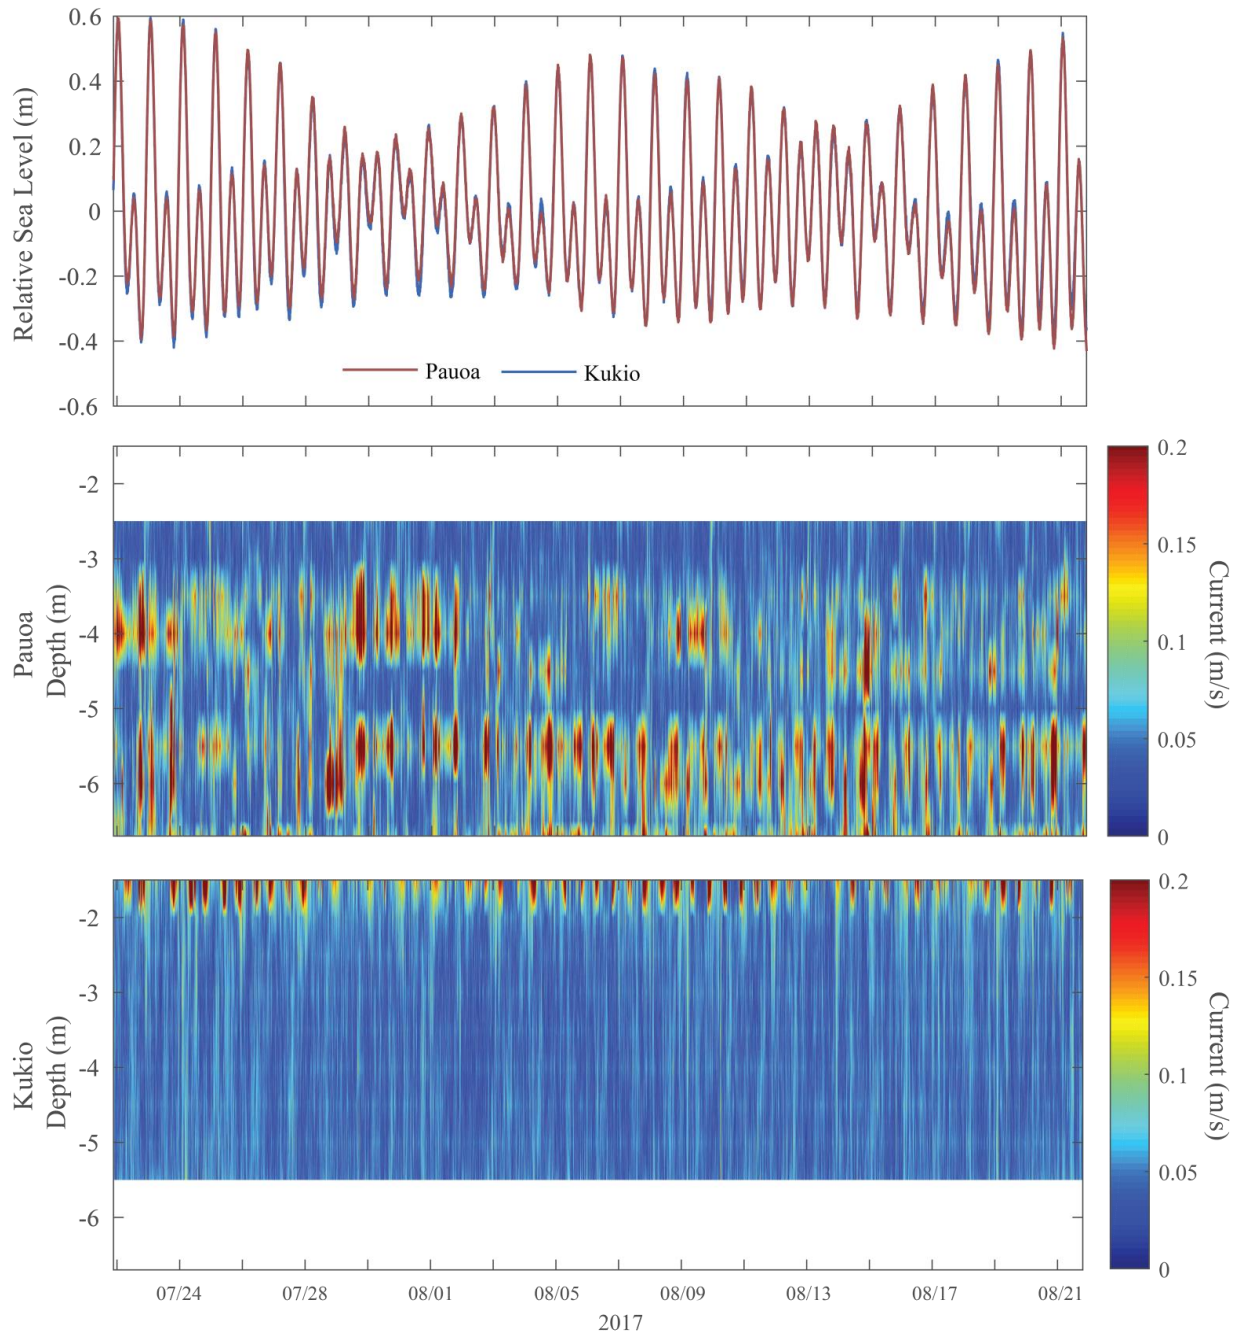 0.6
0.4
0.2
0
-0.2
-0.4
-0.6
Relative Sea Level (m)
Pauoa
Kukio
-2
-3
-4
-5
-6
Pauoa
Depth (m)
0.2
0.15
0.1
0.05
0
Current (m/s)
-2
-3
-4
-5
-6
Kukio
Depth (m)
0.2
0.15
0.1
0.05
0
Current (m/s)
07/24 07/28 08/01 08/05 08/09 08/13 08/17 08/21
2017